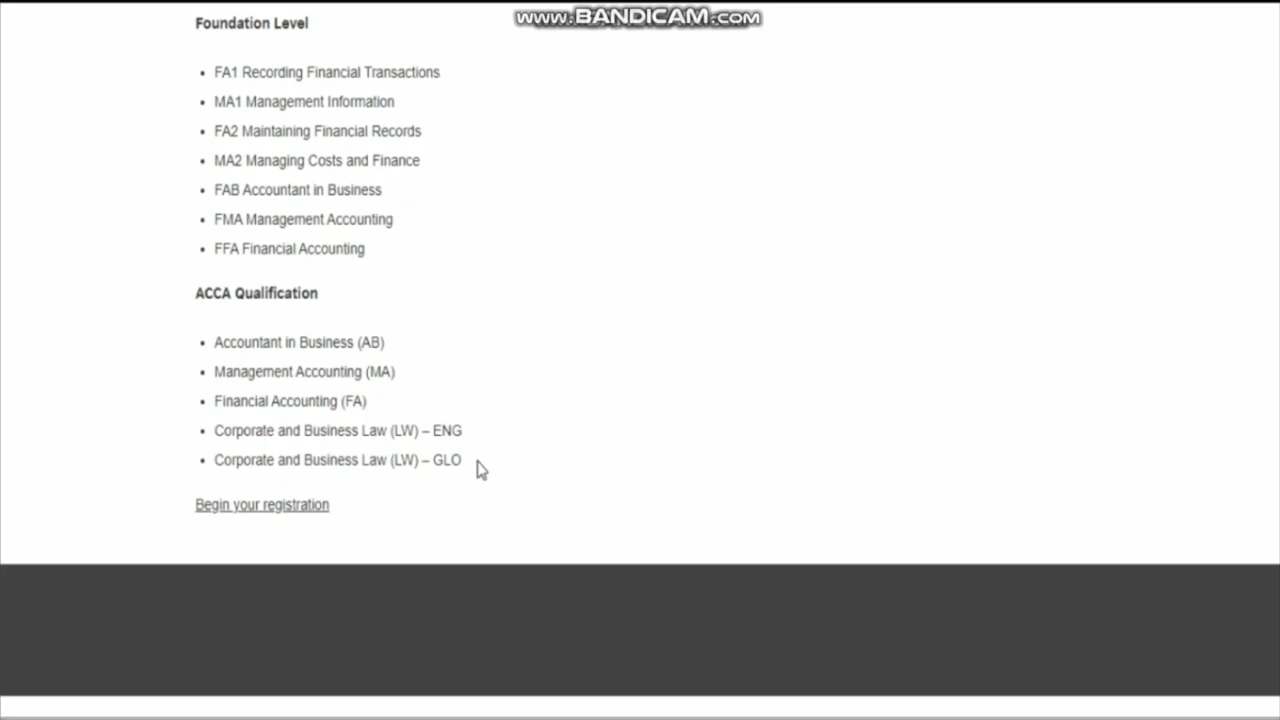 www.BANDICAM.com
Foundation Level
FA1 Recording Financial Transactions
MA1 Management Information
FA2 Maintaining Financial Records
MA2 Managing Costs and Finance
FAB Accountant in Business
FMA Management Accounting
FFA Financial Accounting
ACCA Qualification
Accountant in Business (AB)
Management Accounting (MA)
Financial Accounting (FA)
Corporate and Business Law (LW) – ENG
Corporate and Business Law (LW) – GLO
Begin your registration